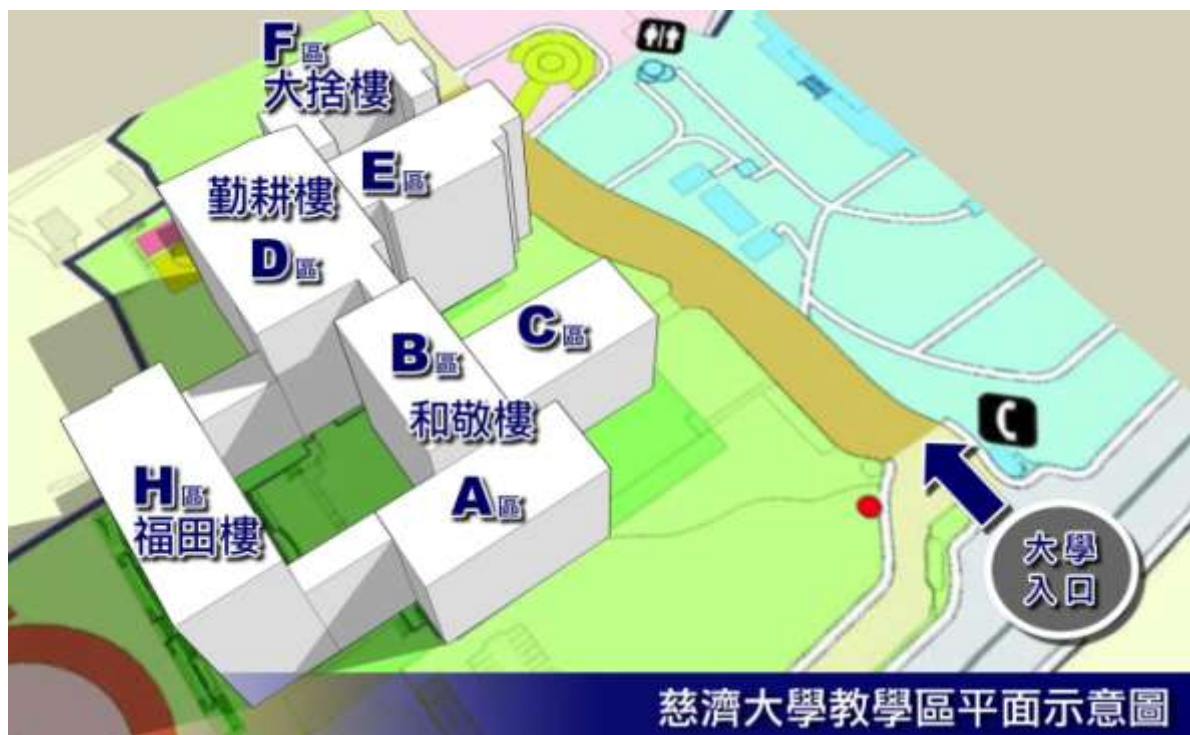 F區
大捨樓
E區
勤耕樓
D區
C區
B區
和敬樓
A區
H區
福田樓
大學
入口
慈濟大學教學區平面示意圖